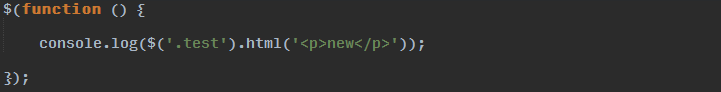 $(function () {
console.log($('.test').html('<p>new</p>'));
});